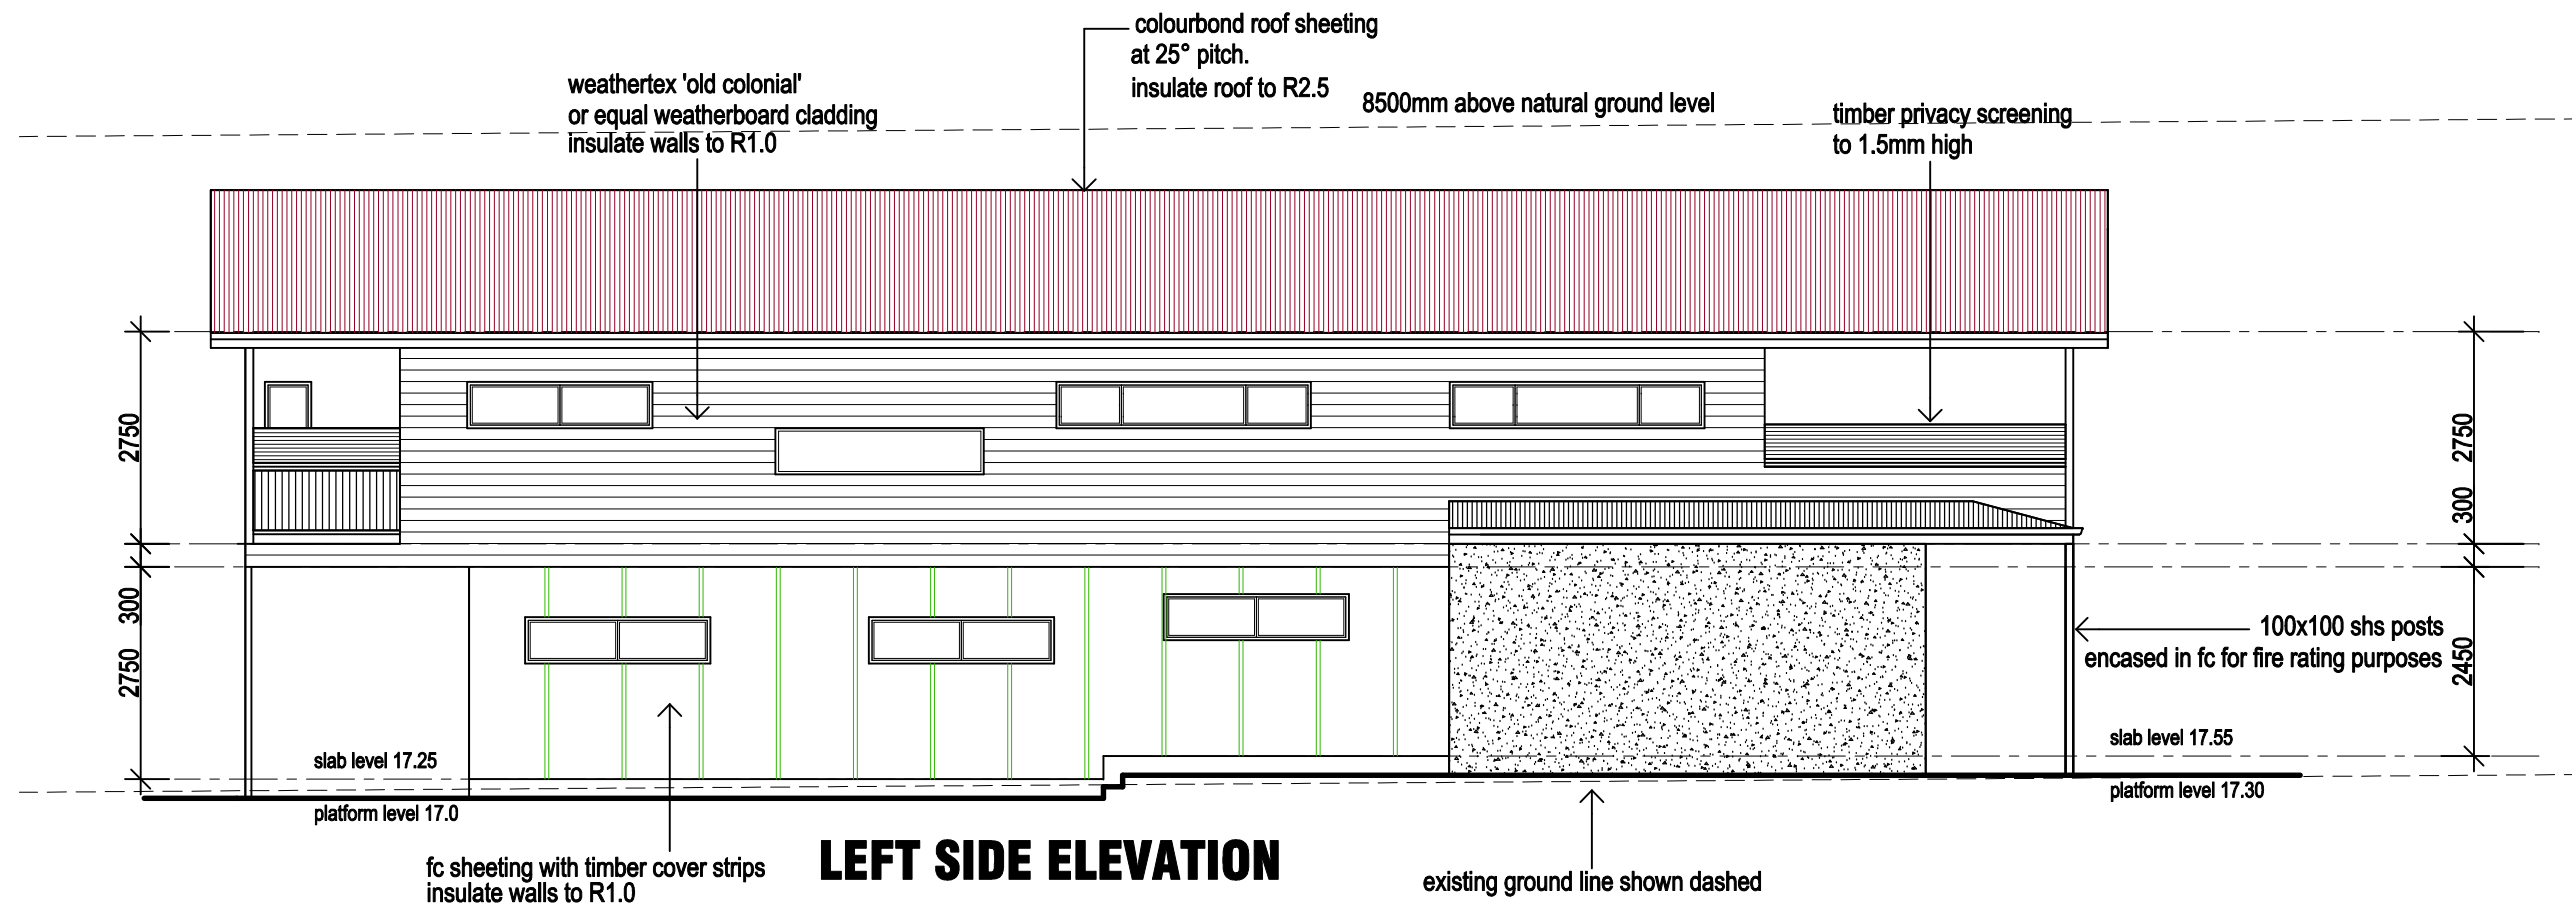 colourbond roof sheeting
at 25° pitch.
insulate roof to R2.5
weathertex 'old colonial'
or equal weatherboard cladding
insulate walls to R1.0
8500mm above natural ground level
timber privacy screening
to 1.5mm high
2750
300
2750
2750
300
2450
100x100 shs posts
encased in fc for fire rating purposes
slab level 17.25
platform level 17.0
slab level 17.55
platform level 17.30
fc sheeting with timber cover strips
insulate walls to R1.0
LEFT SIDE ELEVATION
existing ground line shown dashed